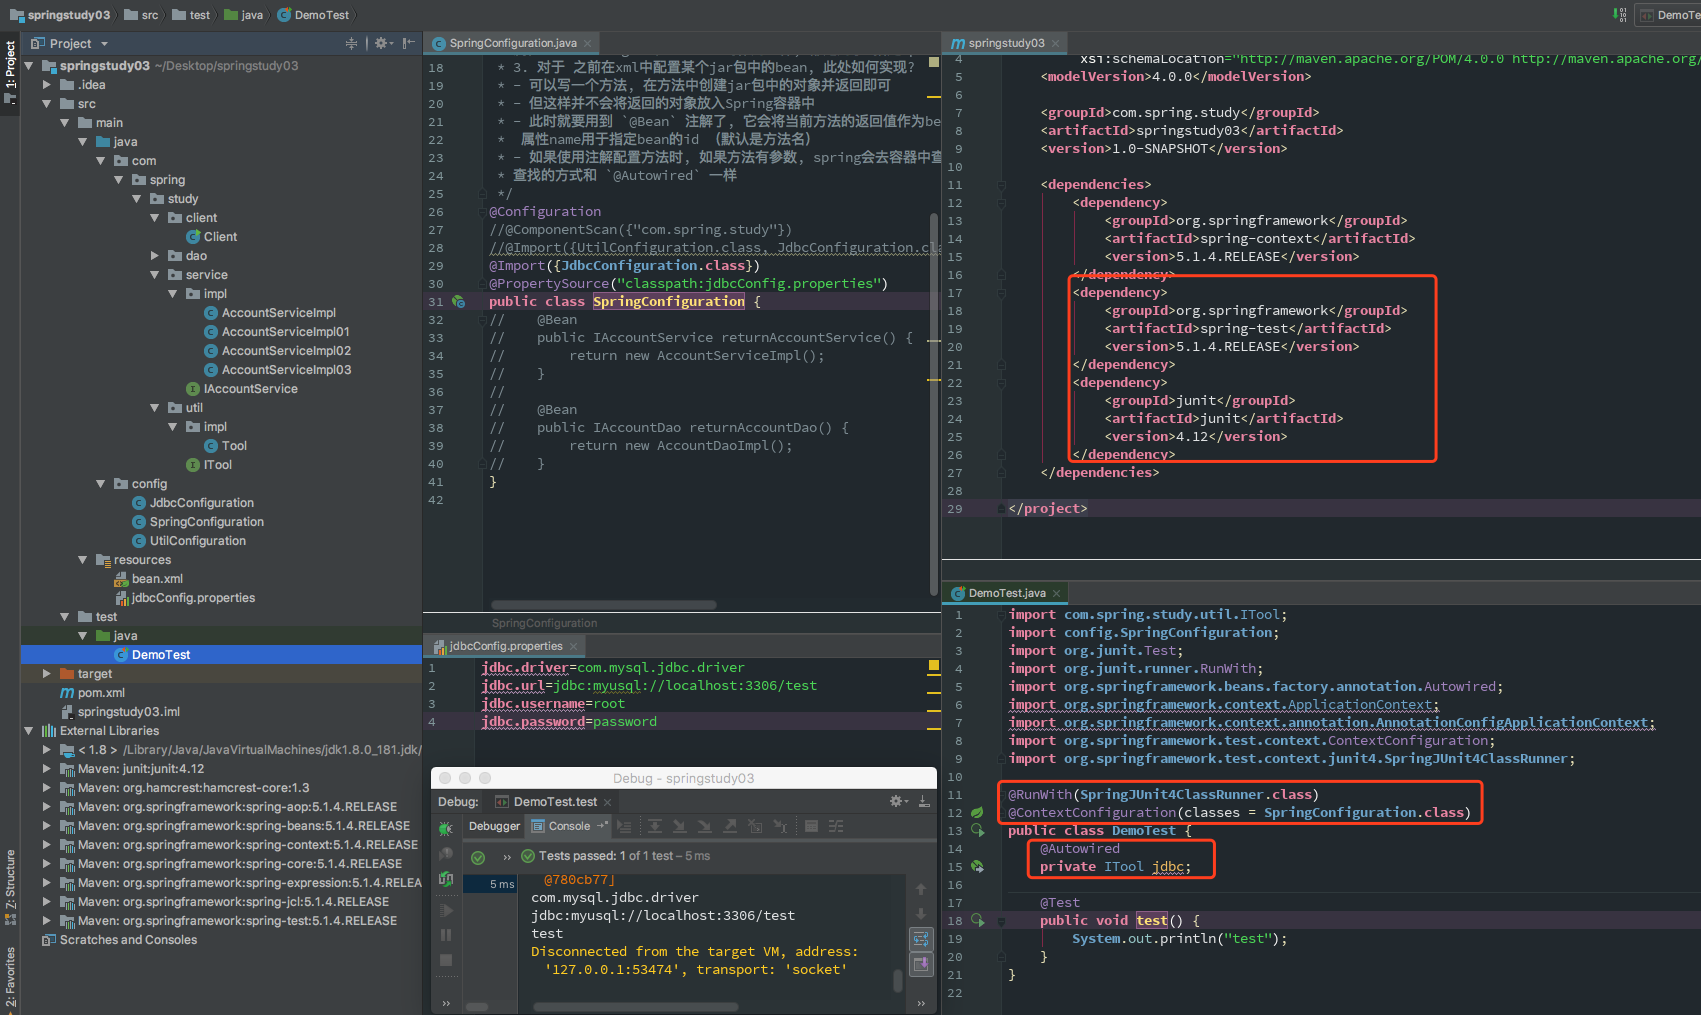 springstudy03
src
test
java
DemoTest
DemoTe
1: Project
Z: Structure
2: Favorites
Project
springstudy03 ~/Desktop/springstudy03
.idea
src
main
java
com
spring
study
client
Client
dao
service
impl
AccountServiceImpl
AccountServiceImpl01
AccountServiceImpl02
AccountServiceImpl03
IAccountService
util
impl
Tool
ITool
config
JdbcConfiguration
SpringConfiguration
UtilConfiguration
resources
bean.xml
jdbcConfig.properties
test
java
DemoTest
target
pom.xml
springstudy03.iml
External Libraries
< 1.8 > /Library/Java/JavaVirtualMachines/jdk1.8.0_181.jdk/
Maven: junit:junit:4.12
Maven: org.hamcrest:hamcrest-core:1.3
Maven: org.springframework:spring-aop:5.1.4.RELEASE
Maven: org.springframework:spring-beans:5.1.4.RELEASE
Maven: org.springframework:spring-context:5.1.4.RELEASE
Maven: org.springframework:spring-core:5.1.4.RELEASE
Maven: org.springframework:spring-expression:5.1.4.RELEA
Maven: org.springframework:spring-jcl:5.1.4.RELEASE
Maven: org.springframework:spring-test:5.1.4.RELEASE
Scratches and Consoles
SpringConfiguration.java
18 * 3. 对于 之前在xml中配置某个jar包中的bean, 此处如何实现?
19 * - 可以写一个方法, 在方法中创建jar包中的对象并返回即可
20 * - 但这样并不会将返回的对象放入Spring容器中
21 * - 此时就要用到 `@Bean` 注解了, 它会将当前方法的返回值作为be
22 * 属性name用于指定bean的id （默认是方法名）
23 * - 如果使用注解配置方法时, 如果方法有参数, spring会去容器中查
24 * 查找的方式和 `@Autowired` 一样
25 */
26 @Configuration
27 //@ComponentScan({"com.spring.study"})
28 //@Import({UtilConfiguration.class, JdbcConfiguration.cla
29 @Import({JdbcConfiguration.class})
30 @PropertySource("classpath:jdbcConfig.properties")
31 public class SpringConfiguration {
32 // @Bean
33 // public IAccountService returnAccountService() {
34 // return new AccountServiceImpl();
35 // }
36 //
37 // @Bean
38 // public IAccountDao returnAccountDao() {
39 // return new AccountDaoImpl();
40 // }
41 }
42
SpringConfiguration
jdbcConfig.properties
1 jdbc.driver=com.mysql.jdbc.driver
2 jdbc.url=jdbc:myusql://localhost:3306/test
3 jdbc.username=root
4 jdbc.password=password
Debug - springstudy03
Debug: DemoTest.test
Debugger Console
Tests passed: 1 of 1 test – 5 ms
5 ms
@780cb77]
com.mysql.jdbc.driver
jdbc:myusql://localhost:3306/test
test
Disconnected from the target VM, address:
'127.0.0.1:53474', transport: 'socket'
springstudy03
4 xsi:schemaLocation="http://maven.apache.org/POM/4.0.0 http://maven.apache.org/
5 <modelVersion>4.0.0</modelVersion>
6
7 <groupId>com.spring.study</groupId>
8 <artifactId>springstudy03</artifactId>
9 <version>1.0-SNAPSHOT</version>
10
11 <dependencies>
12 <dependency>
13 <groupId>org.springframework</groupId>
14 <artifactId>spring-context</artifactId>
15 <version>5.1.4.RELEASE</version>
16 </dependency>
17 <dependency>
18 <groupId>org.springframework</groupId>
19 <artifactId>spring-test</artifactId>
20 <version>5.1.4.RELEASE</version>
21 </dependency>
22 <dependency>
23 <groupId>junit</groupId>
24 <artifactId>junit</artifactId>
25 <version>4.12</version>
26 </dependency>
27 </dependencies>
28
29 </project>
DemoTest.java
1 import com.spring.study.util.ITool;
2 import config.SpringConfiguration;
3 import org.junit.Test;
4 import org.junit.runner.RunWith;
5 import org.springframework.beans.factory.annotation.Autowired;
6 import org.springframework.context.ApplicationContext;
7 import org.springframework.context.annotation.AnnotationConfigApplicationContext;
8 import org.springframework.test.context.ContextConfiguration;
9 import org.springframework.test.context.junit4.SpringJUnit4ClassRunner;
10
11 @RunWith(SpringJUnit4ClassRunner.class)
12 @ContextConfiguration(classes = SpringConfiguration.class)
13 public class DemoTest {
14 @Autowired
15 private ITool jdbc;
16
17 @Test
18 public void test() {
19 System.out.println("test");
20 }
21 }
22